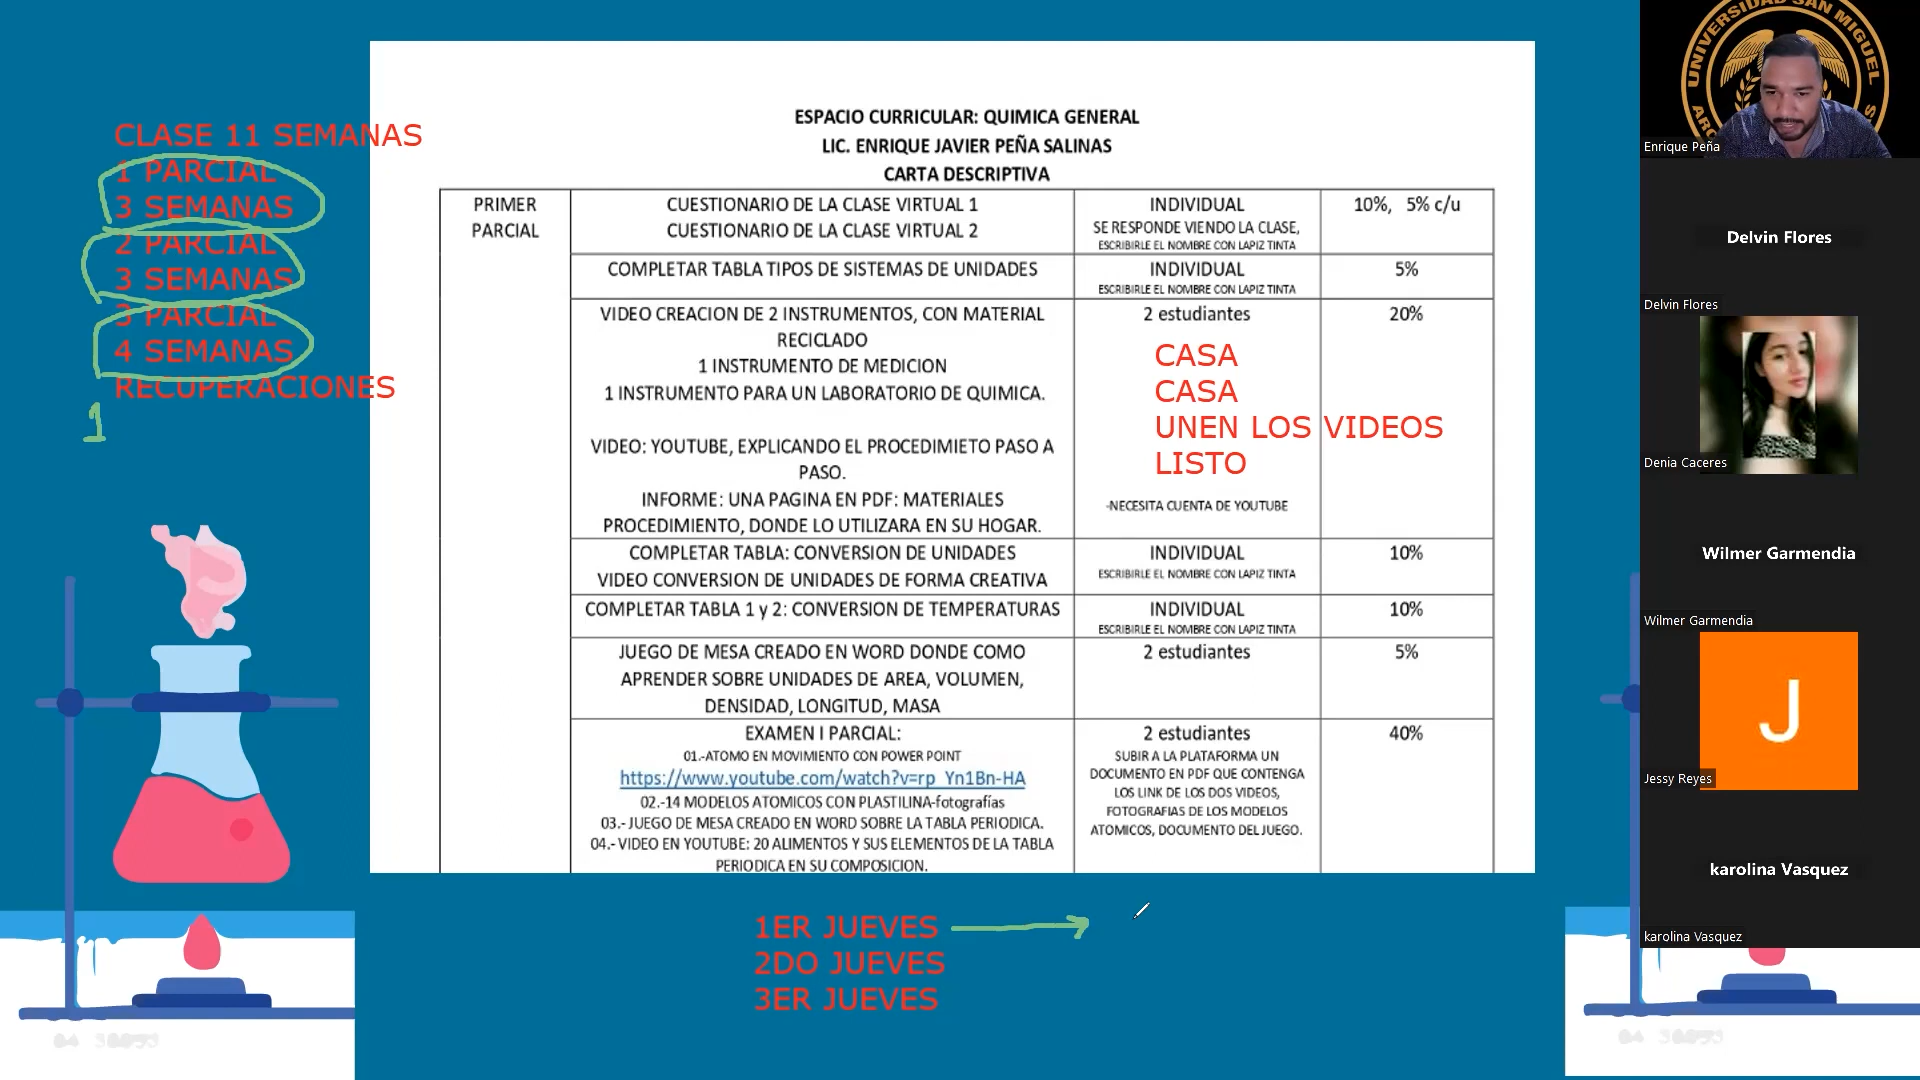 CLASE 11 SEMANAS
1 PARCIAL
3 SEMANAS
2 PARCIAL
3 SEMANAS
3 PARCIAL
4 SEMANAS
RECUPERACIONES
1
ESPACIO CURRICULAR: QUIMICA GENERAL
LIC. ENRIQUE JAVIER PEÑA SALINAS
CARTA DESCRIPTIVA
PRIMER
PARCIAL
CUESTIONARIO DE LA CLASE VIRTUAL 1
CUESTIONARIO DE LA CLASE VIRTUAL 2
INDIVIDUAL
SE RESPONDE VIENDO LA CLASE,
ESCRIBIRLE EL NOMBRE CON LAPIZ TINTA
10%, 5% c/u
COMPLETAR TABLA TIPOS DE SISTEMAS DE UNIDADES
INDIVIDUAL
ESCRIBIRLE EL NOMBRE CON LAPIZ TINTA
5%
VIDEO CREACION DE 2 INSTRUMENTOS, CON MATERIAL
RECICLADO
1 INSTRUMENTO DE MEDICION
1 INSTRUMENTO PARA UN LABORATORIO DE QUIMICA.
VIDEO: YOUTUBE, EXPLICANDO EL PROCEDIMIETO PASO A
PASO.
INFORME: UNA PAGINA EN PDF: MATERIALES
PROCEDIMIENTO, DONDE LO UTILIZARA EN SU HOGAR.
2 estudiantes
CASA
CASA
UNEN LOS VIDEOS
LISTO
-NECESITA CUENTA DE YOUTUBE
20%
COMPLETAR TABLA: CONVERSION DE UNIDADES
VIDEO CONVERSION DE UNIDADES DE FORMA CREATIVA
INDIVIDUAL
ESCRIBIRLE EL NOMBRE CON LAPIZ TINTA
10%
COMPLETAR TABLA 1 y 2: CONVERSION DE TEMPERATURAS
INDIVIDUAL
ESCRIBIRLE EL NOMBRE CON LAPIZ TINTA
10%
JUEGO DE MESA CREADO EN WORD DONDE COMO
APRENDER SOBRE UNIDADES DE AREA, VOLUMEN,
DENSIDAD, LONGITUD, MASA
2 estudiantes
5%
EXAMEN I PARCIAL:
01.-ATOMO EN MOVIMIENTO CON POWER POINT
https://www.youtube.com/watch?v=rp_Yn1Bn-HA
02.-14 MODELOS ATOMICOS CON PLASTILINA-fotografías
03.- JUEGO DE MESA CREADO EN WORD SOBRE LA TABLA PERIODICA.
04.- VIDEO EN YOUTUBE: 20 ALIMENTOS Y SUS ELEMENTOS DE LA TABLA
PERIODICA EN SU COMPOSICION.
2 estudiantes
SUBIR A LA PLATAFORMA UN
DOCUMENTO EN PDF QUE CONTENGA
LOS LINK DE LOS DOS VIDEOS,
FOTOGRAFIAS DE LOS MODELOS
ATOMICOS, DOCUMENTO DEL JUEGO.
40%
1ER JUEVES
2DO JUEVES
3ER JUEVES
UNIVERSIDAD SAN MIGUEL
Enrique Peña
Delvin Flores
Delvin Flores
Denia Caceres
Wilmer Garmendia
Wilmer Garmendia
J
Jessy Reyes
karolina Vasquez
karolina Vasquez